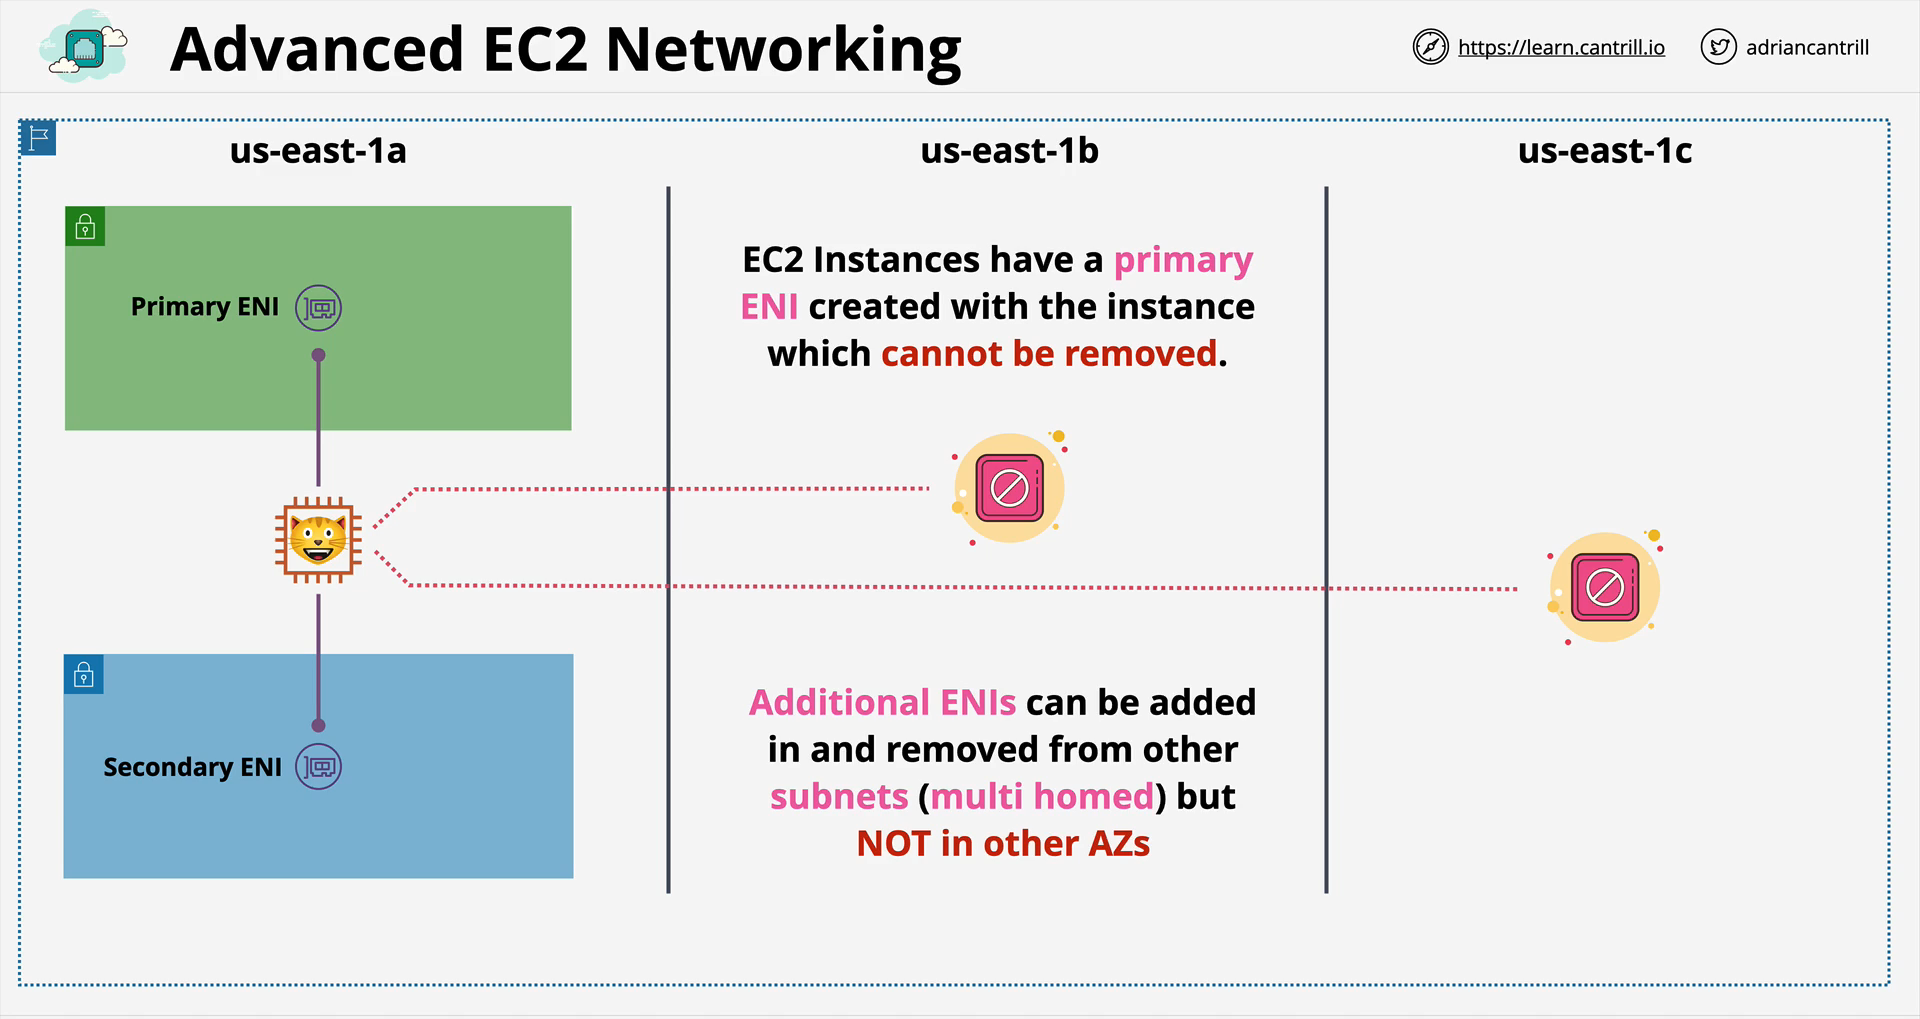 Advanced EC2 Networking
https://learn.cantrill.io
adriancantrill
us-east-1a
us-east-1b
us-east-1c
Primary ENI
EC2 Instances have a primary
ENI created with the instance
which cannot be removed.
Secondary ENI
Additional ENIs can be added
in and removed from other
subnets (multi homed) but
NOT in other AZs